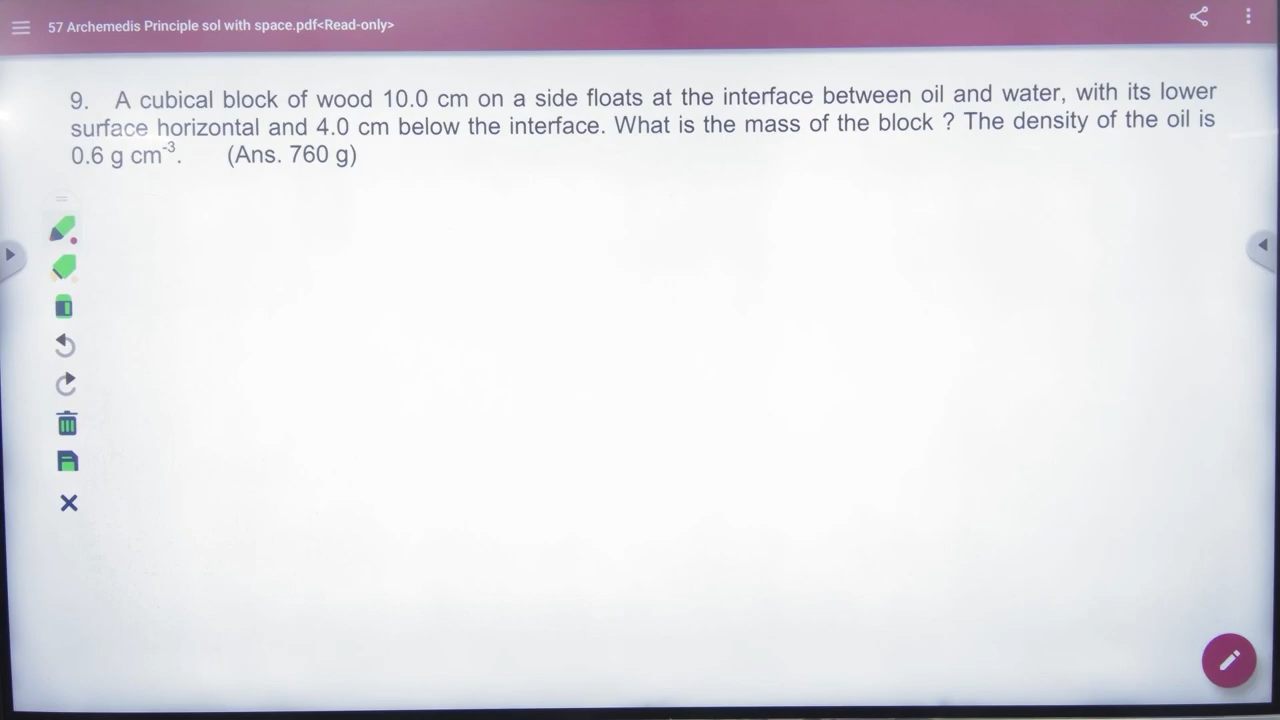 57 Archemedis Principle sol with space.pdf<Read-only>
9. A cubical block of wood 10.0 cm on a side floats at the interface between oil and water, with its lower
surface horizontal and 4.0 cm below the interface. What is the mass of the block ? The density of the oil is
0.6 g cm⁻³. (Ans. 760 g)